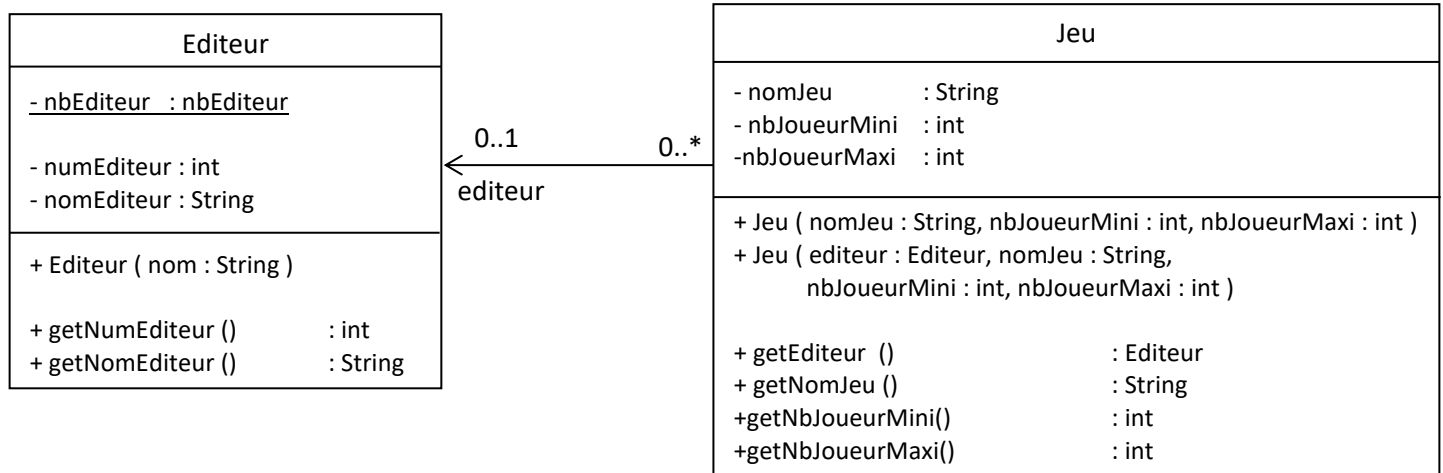 Editeur
- nbEditeur : nbEditeur
- numEditeur : int
- nomEditeur : String
+ Editeur ( nom : String )
+ getNumEditeur () : int
+ getNomEditeur () : String
0..1
editeur
0..*
Jeu
- nomJeu : String
- nbJoueurMini : int
-nbJoueurMaxi : int
+ Jeu ( nomJeu : String, nbJoueurMini : int, nbJoueurMaxi : int )
+ Jeu ( editeur : Editeur, nomJeu : String,
nbJoueurMini : int, nbJoueurMaxi : int )
+ getEditeur () : Editeur
+ getNomJeu () : String
+getNbJoueurMini() : int
+getNbJoueurMaxi() : int